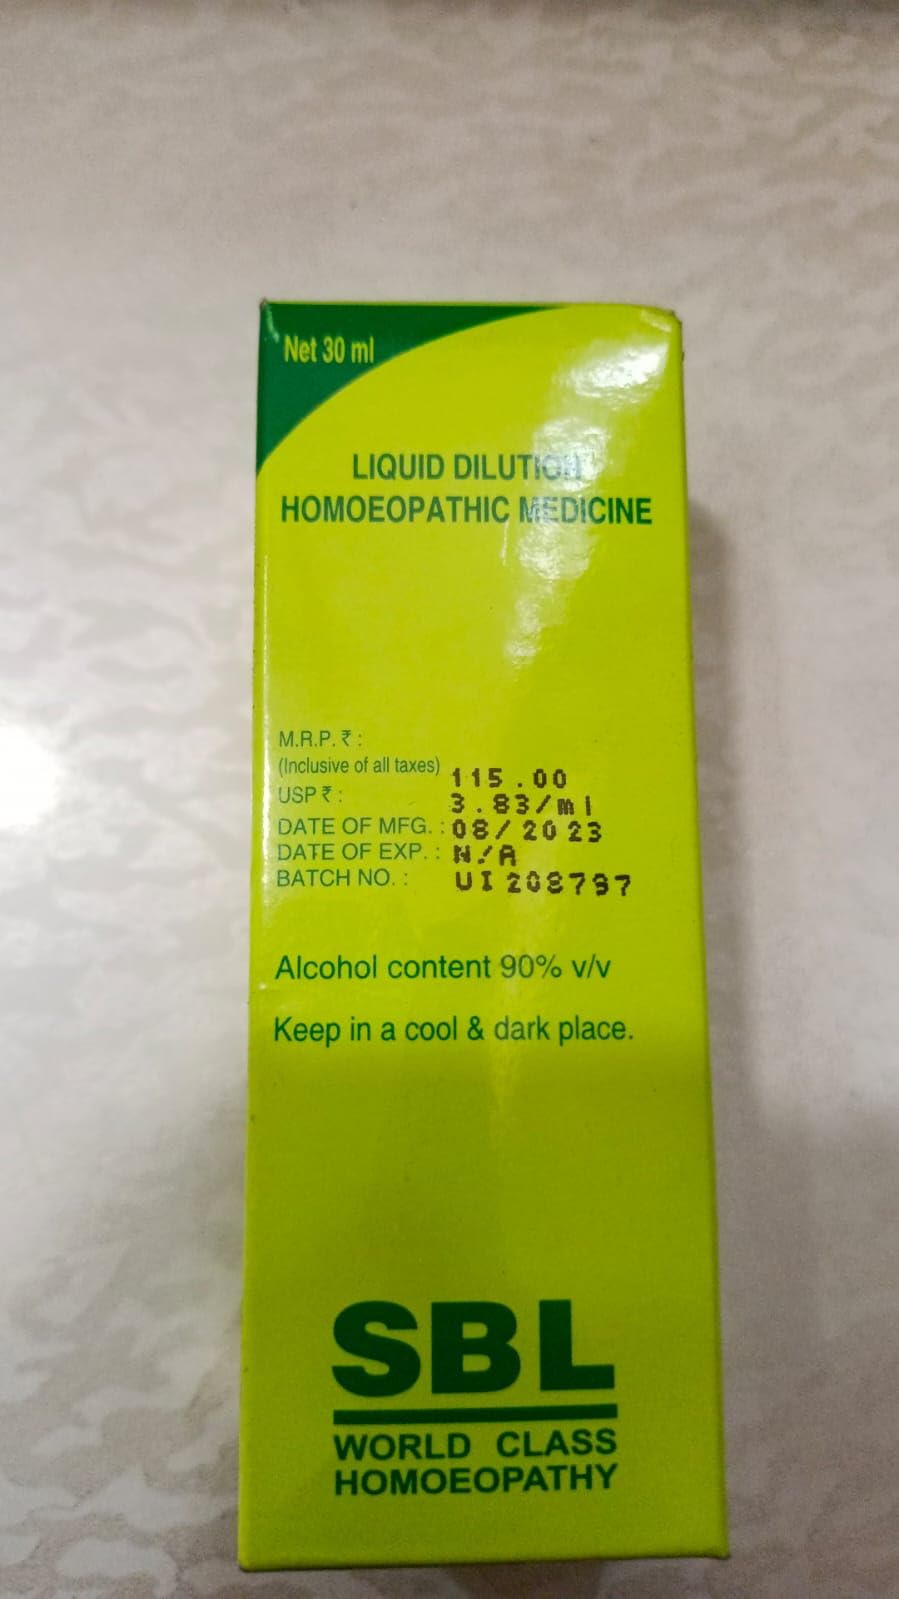 Net 30 ml
LIQUID DILUTION
HOMOEOPATHIC MEDICINE
M.R.P. ₹ :
(Inclusive of all taxes) 115.00
USP ₹ : 3.83/ml
DATE OF MFG. : 08/2023
DATE OF EXP. : N/A
BATCH NO. : UI208797
Alcohol content 90% v/v
Keep in a cool & dark place.
SBL
WORLD CLASS
HOMOEOPATHY